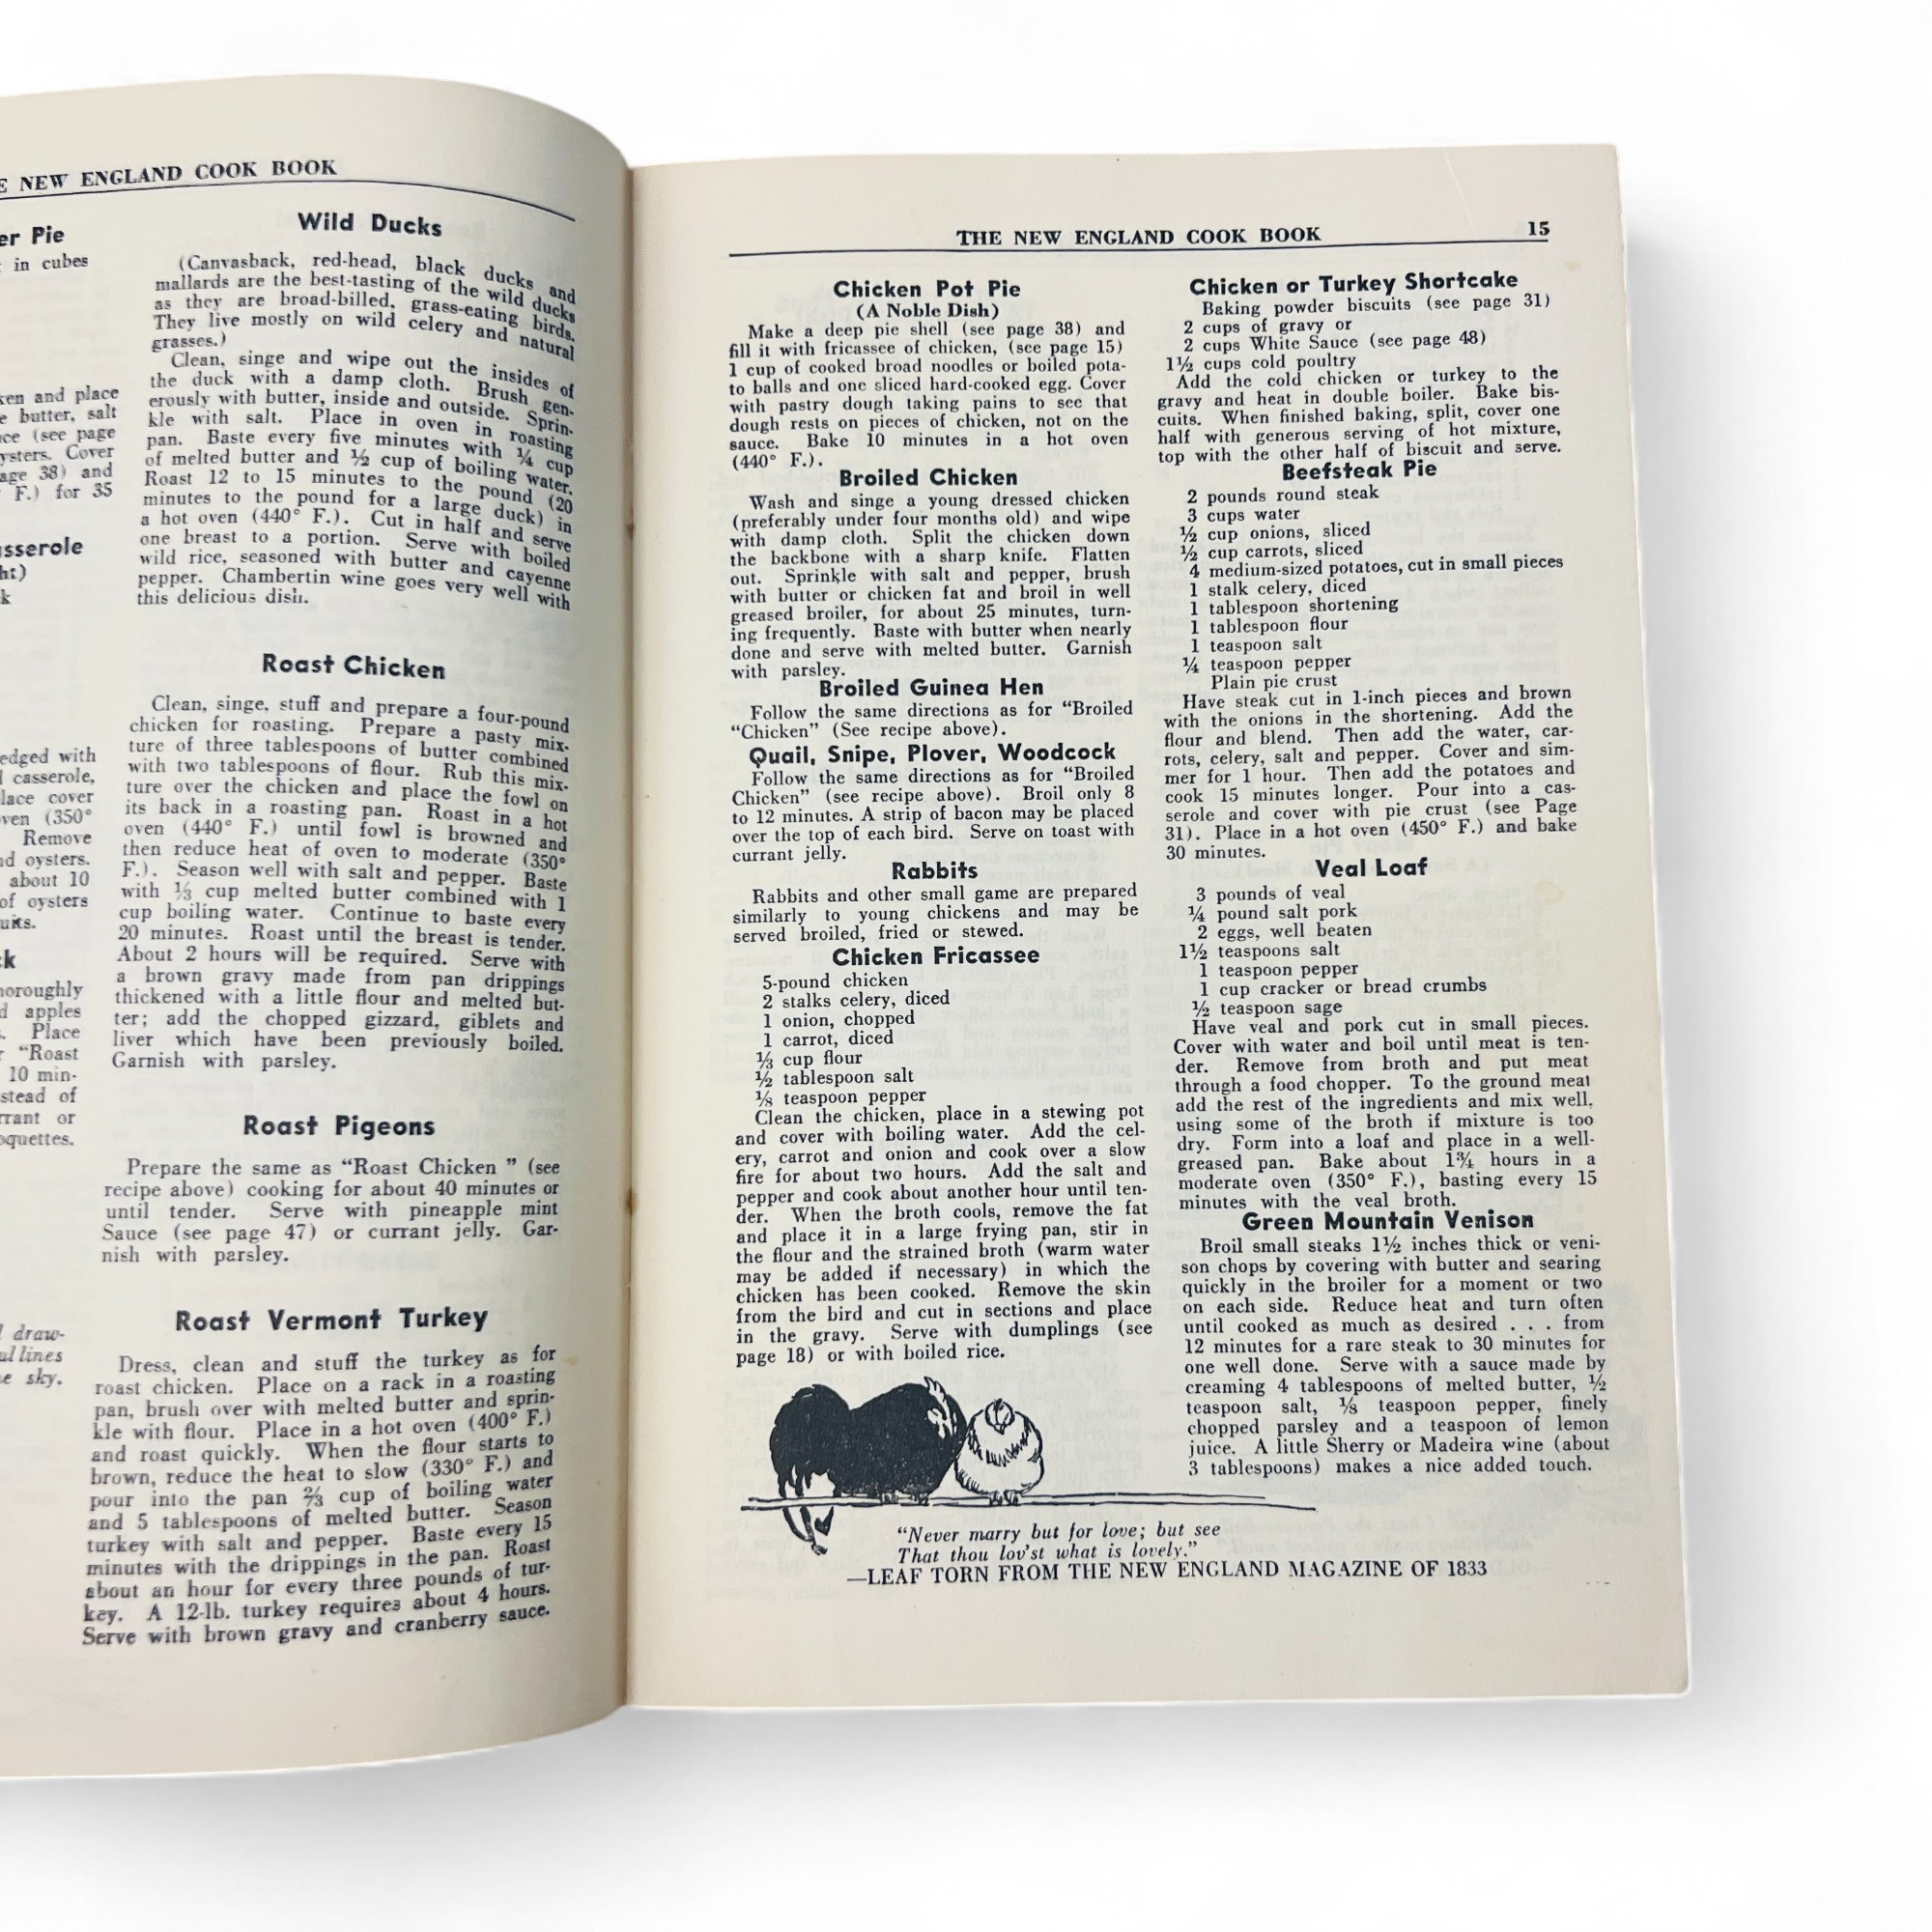 NEW ENGLAND COOK BOOK
Pie
in cubes
and place
butter, salt
(see page
Cover
38) and
F.) for 35
k
with
casserole,
cover
(350°
Remove
oysters.
about 10
of oysters
"Roast
10 min-
of
or
draw-
lines
sky.
Wild Ducks
(Canvasback, red-head, black ducks and
mallards are the best-tasting of the wild ducks
as they are broad-billed, grass-eating birds.
They live mostly on wild celery and natural
grasses.)
Clean, singe and wipe out the insides of
the duck with a damp cloth. Brush gen-
erously with butter, inside and outside. Sprin-
kle with salt. Place in oven in roasting
pan. Baste every five minutes with ¼ cup
of melted butter and ½ cup of boiling water.
Roast 12 to 15 minutes to the pound (20
minutes to the pound for a large duck) in
a hot oven (440° F.). Cut in half and serve
one breast to a portion. Serve with boiled
wild rice, seasoned with butter and cayenne
pepper. Chambertin wine goes very well with
this delicious dish.
Roast Chicken
Clean, singe, stuff and prepare a four-pound
chicken for roasting. Prepare a pasty mix-
ture of three tablespoons of butter combined
with two tablespoons of flour. Rub this mix-
ture over the chicken and place the fowl on
its back in a roasting pan. Roast in a hot
oven (440° F.) until fowl is browned and
then reduce heat of oven to moderate (350°
F.). Season well with salt and pepper. Baste
with ⅓ cup melted butter combined with 1
cup boiling water. Continue to baste every
20 minutes. Roast until the breast is tender.
About 2 hours will be required. Serve with
a brown gravy made from pan drippings
thickened with a little flour and melted but-
ter; add the chopped gizzard, giblets and
liver which have been previously boiled.
Garnish with parsley.
Roast Pigeons
Prepare the same as "Roast Chicken " (see
recipe above) cooking for about 40 minutes or
until tender. Serve with pineapple mint
Sauce (see page 47) or currant jelly. Gar-
nish with parsley.
Roast Vermont Turkey
Dress, clean and stuff the turkey as for
roast chicken. Place on a rack in a roasting
pan, brush over with melted butter and sprin-
kle with flour. Place in a hot oven (400° F.)
and roast quickly. When the flour starts to
brown, reduce the heat to slow (330° F.) and
pour into the pan ⅔ cup of boiling water
and 5 tablespoons of melted butter. Season
turkey with salt and pepper. Baste every 15
minutes with the drippings in the pan. Roast
about an hour for every three pounds of tur-
key. A 12-lb. turkey requires about 4 hours.
Serve with brown gravy and cranberry sauce.
THE NEW ENGLAND COOK BOOK 15
Chicken Pot Pie
(A Noble Dish)
Make a deep pie shell (see page 38) and
fill it with fricassee of chicken, (see page 15)
1 cup of cooked broad noodles or boiled pota-
to balls and one sliced hard-cooked egg. Cover
with pastry dough taking pains to see that
dough rests on pieces of chicken, not on the
sauce. Bake 10 minutes in a hot oven
(440° F.).
Broiled Chicken
Wash and singe a young dressed chicken
(preferably under four months old) and wipe
with damp cloth. Split the chicken down
the backbone with a sharp knife. Flatten
out. Sprinkle with salt and pepper, brush
with butter or chicken fat and broil in well
greased broiler, for about 25 minutes, turn-
ing frequently. Baste with butter when nearly
done and serve with melted butter. Garnish
with parsley.
Broiled Guinea Hen
Follow the same directions as for "Broiled
"Chicken" (See recipe above).
Quail, Snipe, Plover, Woodcock
Follow the same directions as for "Broiled
Chicken" (see recipe above). Broil only 8
to 12 minutes. A strip of bacon may be placed
over the top of each bird. Serve on toast with
currant jelly.
Rabbits
Rabbits and other small game are prepared
similarly to young chickens and may be
served broiled, fried or stewed.
Chicken Fricassee
5-pound chicken
2 stalks celery, diced
1 onion, chopped
1 carrot, diced
⅓ cup flour
½ tablespoon salt
⅛ teaspoon pepper
Clean the chicken, place in a stewing pot
and cover with boiling water. Add the cel-
ery, carrot and onion and cook over a slow
fire for about two hours. Add the salt and
pepper and cook about another hour until ten-
der. When the broth cools, remove the fat
and place it in a large frying pan, stir in
the flour and the strained broth (warm water
may be added if necessary) in which the
chicken has been cooked. Remove the skin
from the bird and cut in sections and place
in the gravy. Serve with dumplings (see
page 18) or with boiled rice.
Chicken or Turkey Shortcake
Baking powder biscuits (see page 31)
2 cups of gravy or
2 cups White Sauce (see page 48)
1½ cups cold poultry
Add the cold chicken or turkey to the
gravy and heat in double boiler. Bake bis-
cuits. When finished baking, split, cover one
half with generous serving of hot mixture,
top with the other half of biscuit and serve.
Beefsteak Pie
2 pounds round steak
3 cups water
½ cup onions, sliced
½ cup carrots, sliced
4 medium-sized potatoes, cut in small pieces
1 stalk celery, diced
1 tablespoon shortening
1 tablespoon flour
1 teaspoon salt
¼ teaspoon pepper
Plain pie crust
Have steak cut in 1-inch pieces and brown
with the onions in the shortening. Add the
flour and blend. Then add the water, car-
rots, celery, salt and pepper. Cover and sim-
mer for 1 hour. Then add the potatoes and
cook 15 minutes longer. Pour into a cas-
serole and cover with pie crust (see Page
31). Place in a hot oven (450° F.) and bake
30 minutes.
Veal Loaf
3 pounds of veal
¼ pound salt pork
2 eggs, well beaten
1½ teaspoons salt
1 teaspoon pepper
1 cup cracker or bread crumbs
½ teaspoon sage
Have veal and pork cut in small pieces.
Cover with water and boil until meat is ten-
der. Remove from broth and put meat
through a food chopper. To the ground meat
add the rest of the ingredients and mix well,
using some of the broth if mixture is too
dry. Form into a loaf and place in a well-
greased pan. Bake about 1¾ hours in a
moderate oven (350° F.), basting every 15
minutes with the veal broth.
Green Mountain Venison
Broil small steaks 1½ inches thick or veni-
son chops by covering with butter and searing
quickly in the broiler for a moment or two
on each side. Reduce heat and turn often
until cooked as much as desired . . . from
12 minutes for a rare steak to 30 minutes for
one well done. Serve with a sauce made by
creaming 4 tablespoons of melted butter, ½
teaspoon salt, ⅛ teaspoon pepper, finely
chopped parsley and a teaspoon of lemon
juice. A little Sherry or Madeira wine (about
3 tablespoons) makes a nice added touch.
"Never marry but for love; but see
That thou lov'st what is lovely."
—LEAF TORN FROM THE NEW ENGLAND MAGAZINE OF 1833